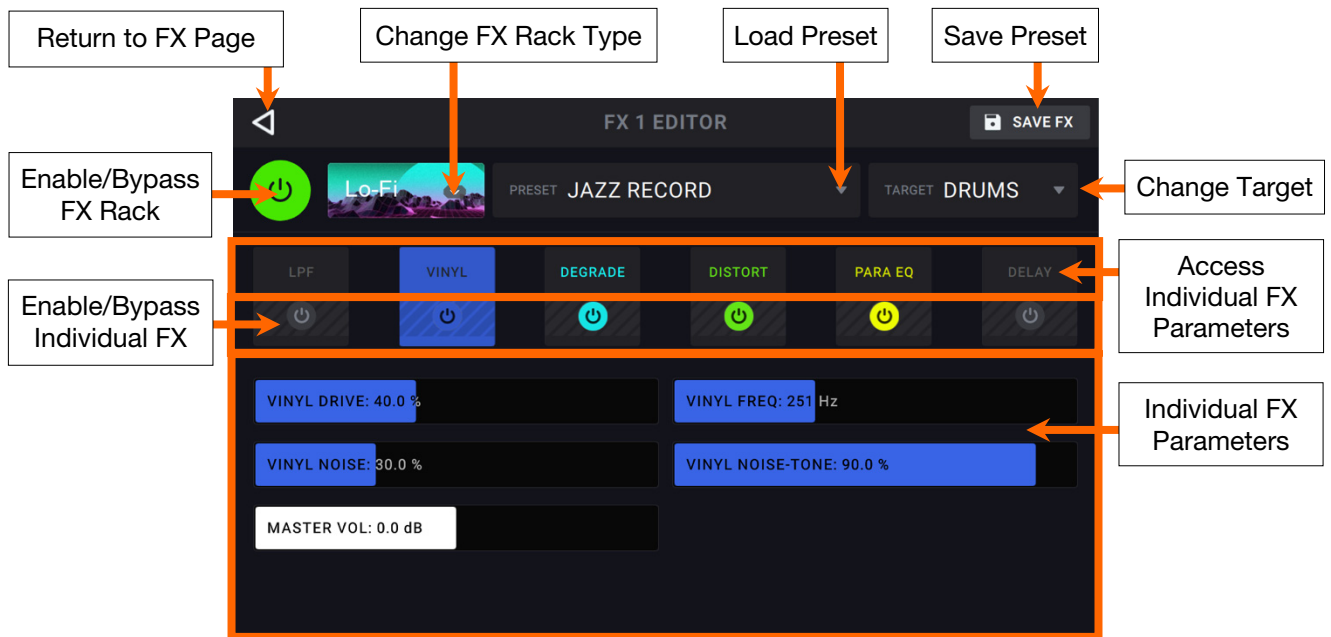 Return to FX Page
Change FX Rack Type
Load Preset
Save Preset
FX 1 EDITOR
SAVE FX
Enable/Bypass
FX Rack
Lo-Fi
PRESET JAZZ RECORD
TARGET DRUMS
Change Target
LPF
VINYL
DEGRADE
DISTORT
PARA EQ
DELAY
Access
Individual FX
Parameters
Enable/Bypass
Individual FX
VINYL DRIVE: 40.0 %
VINYL FREQ: 251 Hz
Individual FX
Parameters
VINYL NOISE: 30.0 %
VINYL NOISE-TONE: 90.0 %
MASTER VOL: 0.0 dB